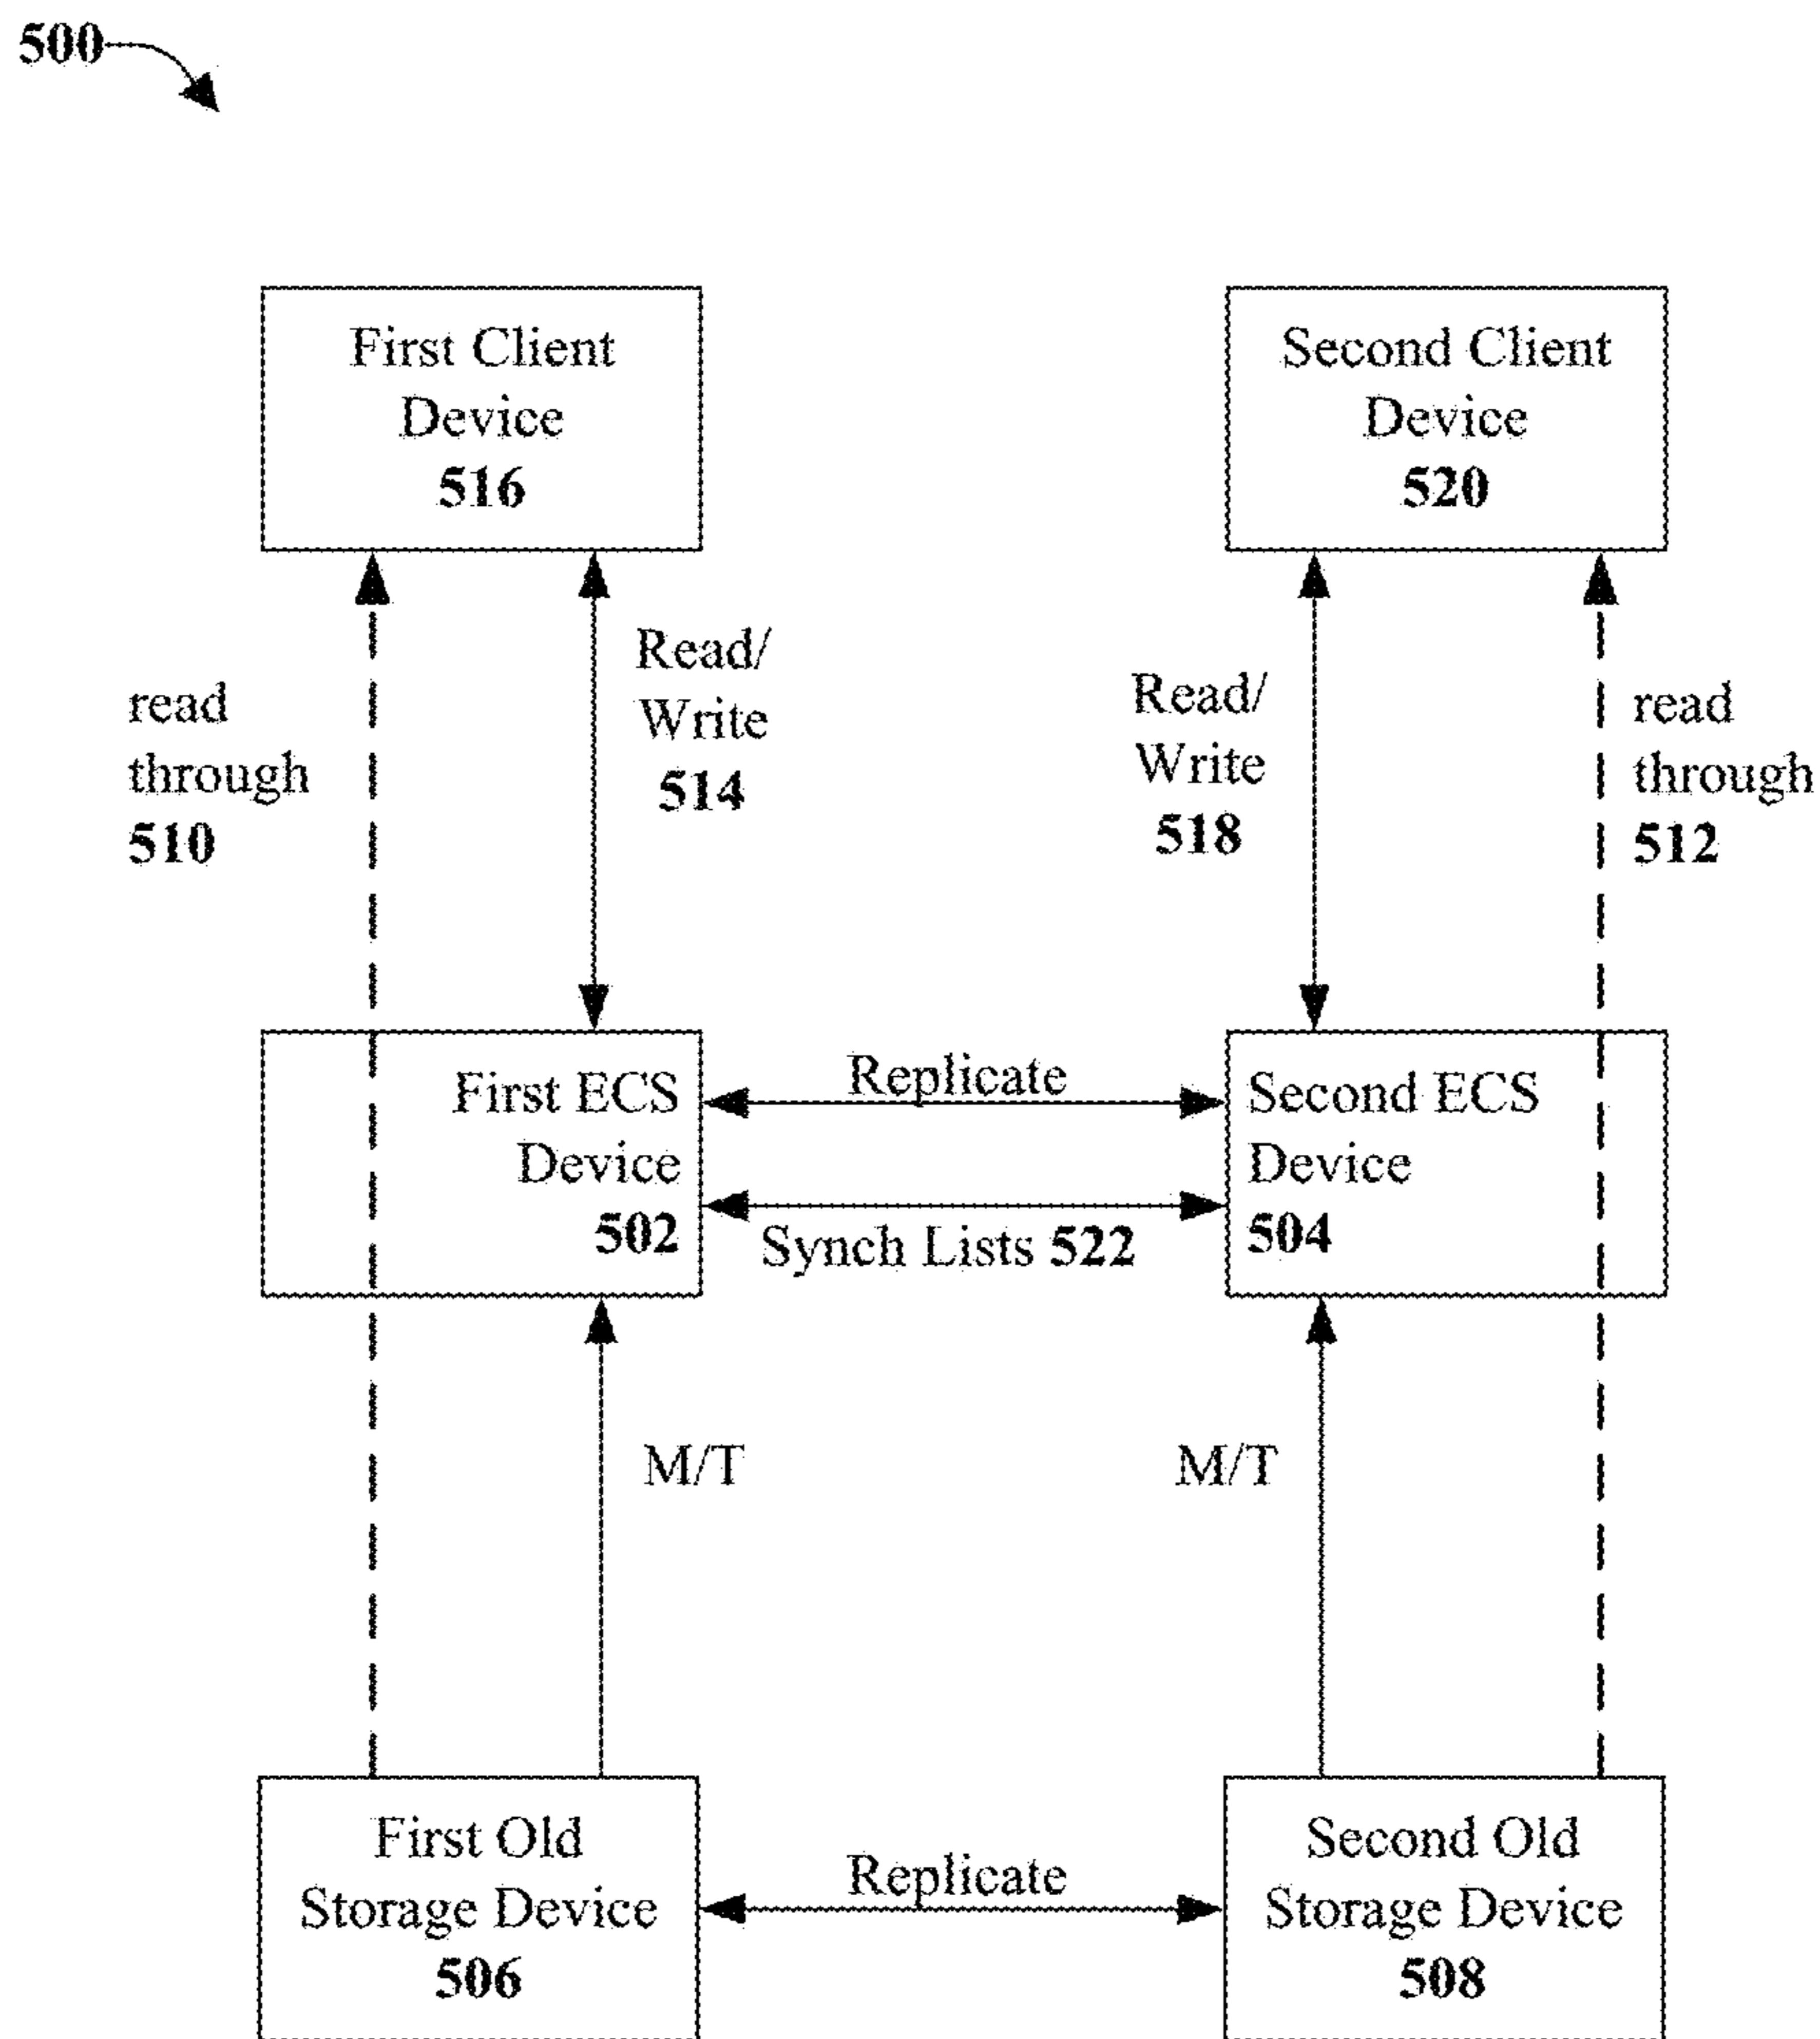 500
First Client
Device
516
Second Client
Device
520
read
through
510
Read/
Write
514
Read/
Write
518
read
through
512
First ECS
Device
502
Replicate
Synch Lists 522
Second ECS
Device
504
M/T
M/T
First Old
Storage Device
506
Replicate
Second Old
Storage Device
508